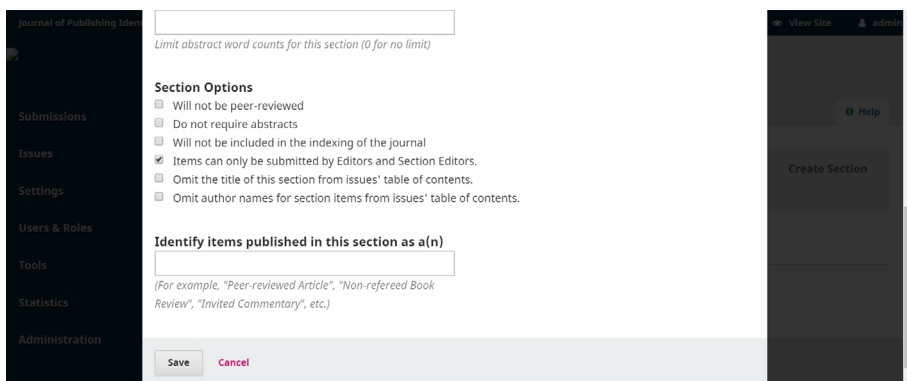 Journal of Publishing Iden
View Site
admin
Limit abstract word counts for this section (0 for no limit)
Submissions
Issues
Settings
Users & Roles
Tools
Statistics
Administration
Section Options
Will not be peer-reviewed
Do not require abstracts
Will not be included in the indexing of the journal
Items can only be submitted by Editors and Section Editors.
Omit the title of this section from issues' table of contents.
Omit author names for section items from issues' table of contents.
Identify items published in this section as a(n)
(For example, "Peer-reviewed Article", "Non-refereed Book
Review", "Invited Commentary", etc.)
Save
Cancel
Help
Create Section